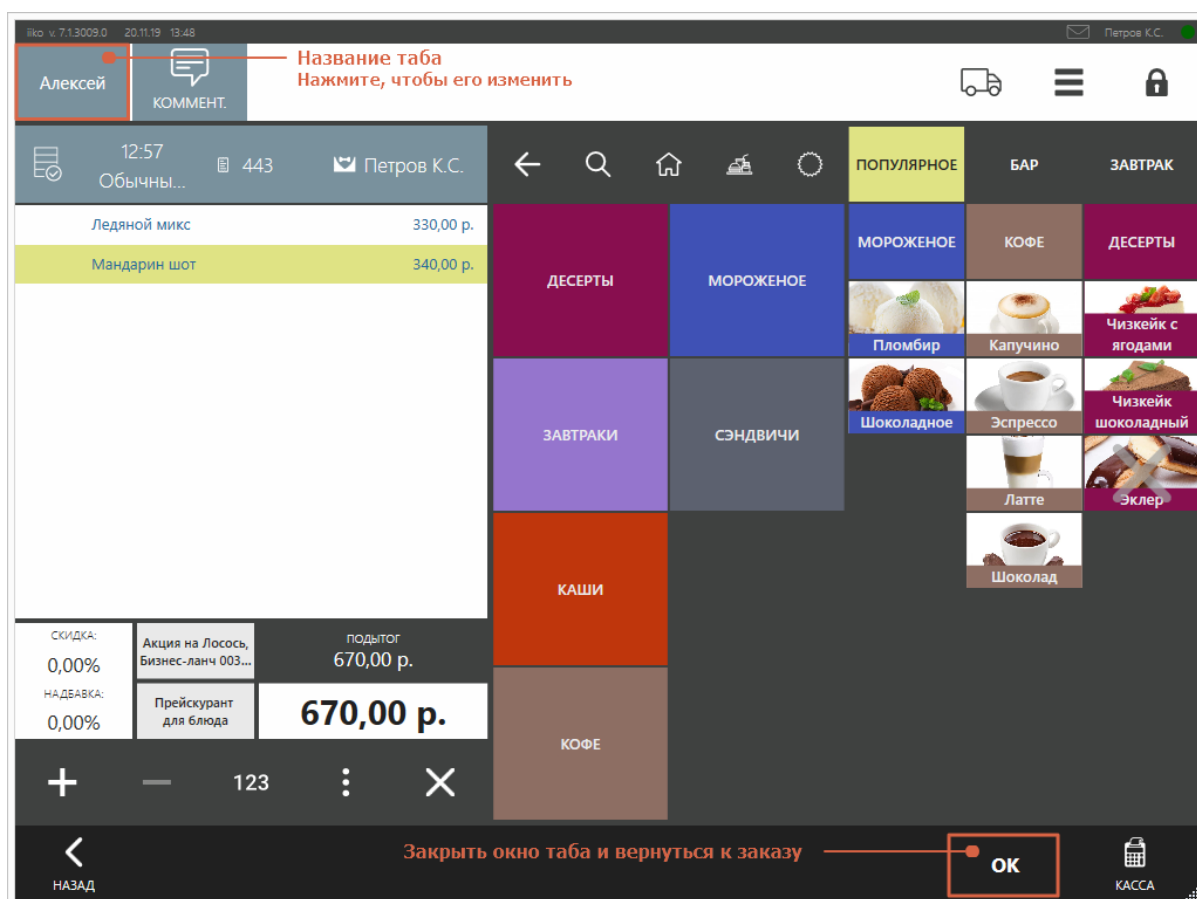 iiko v. 7.1.3009.0 20.11.19 13:48 Петров К.С.
Алексей
КОММЕНТ.
Название таба
Нажмите, чтобы его изменить
12:57
Обычны...
443
Петров К.С.
ПОПУЛЯРНОЕ
БАР
ЗАВТРАК
Ледяной микс 330,00 р.
Мандарин шот 340,00 р.
ДЕСЕРТЫ
МОРОЖЕНОЕ
ЗАВТРАКИ
СЭНДВИЧИ
КАШИ
КОФЕ
МОРОЖЕНОЕ
КОФЕ
ДЕСЕРТЫ
Пломбир
Капучино
Чизкейк с
ягодами
Шоколадное
Эспрессо
Чизкейк
шоколадный
Латте
Эклер
Шоколад
СКИДКА:
0,00%
НАДБАВКА:
0,00%
Акция на Лосось,
Бизнес-ланч 003...
Прейскурант
для блюда
ПОДЫТОГ
670,00 р.
670,00 р.
123
НАЗАД
Закрыть окно таба и вернуться к заказу
ОК
КАССА